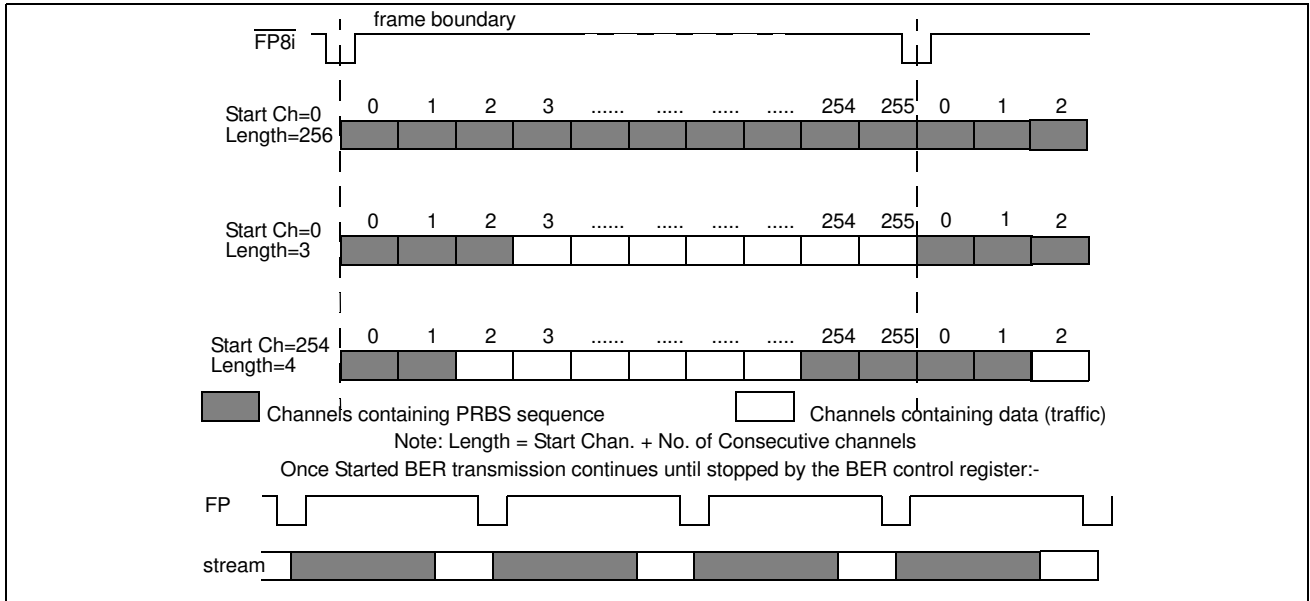 frame boundary
FP8i
0 1 2 3 ...... ..... .... ..... 254 255 0 1 2
Start Ch=0
Length=256
0 1 2 3 ...... ..... .... ..... 254 255 0 1 2
Start Ch=0
Length=3
0 1 2 3 ...... ..... .... ..... 254 255 0 1 2
Start Ch=254
Length=4
Channels containing PRBS sequence Channels containing data (traffic)
Note: Length = Start Chan. + No. of Consecutive channels
Once Started BER transmission continues until stopped by the BER control register:-
FP
stream